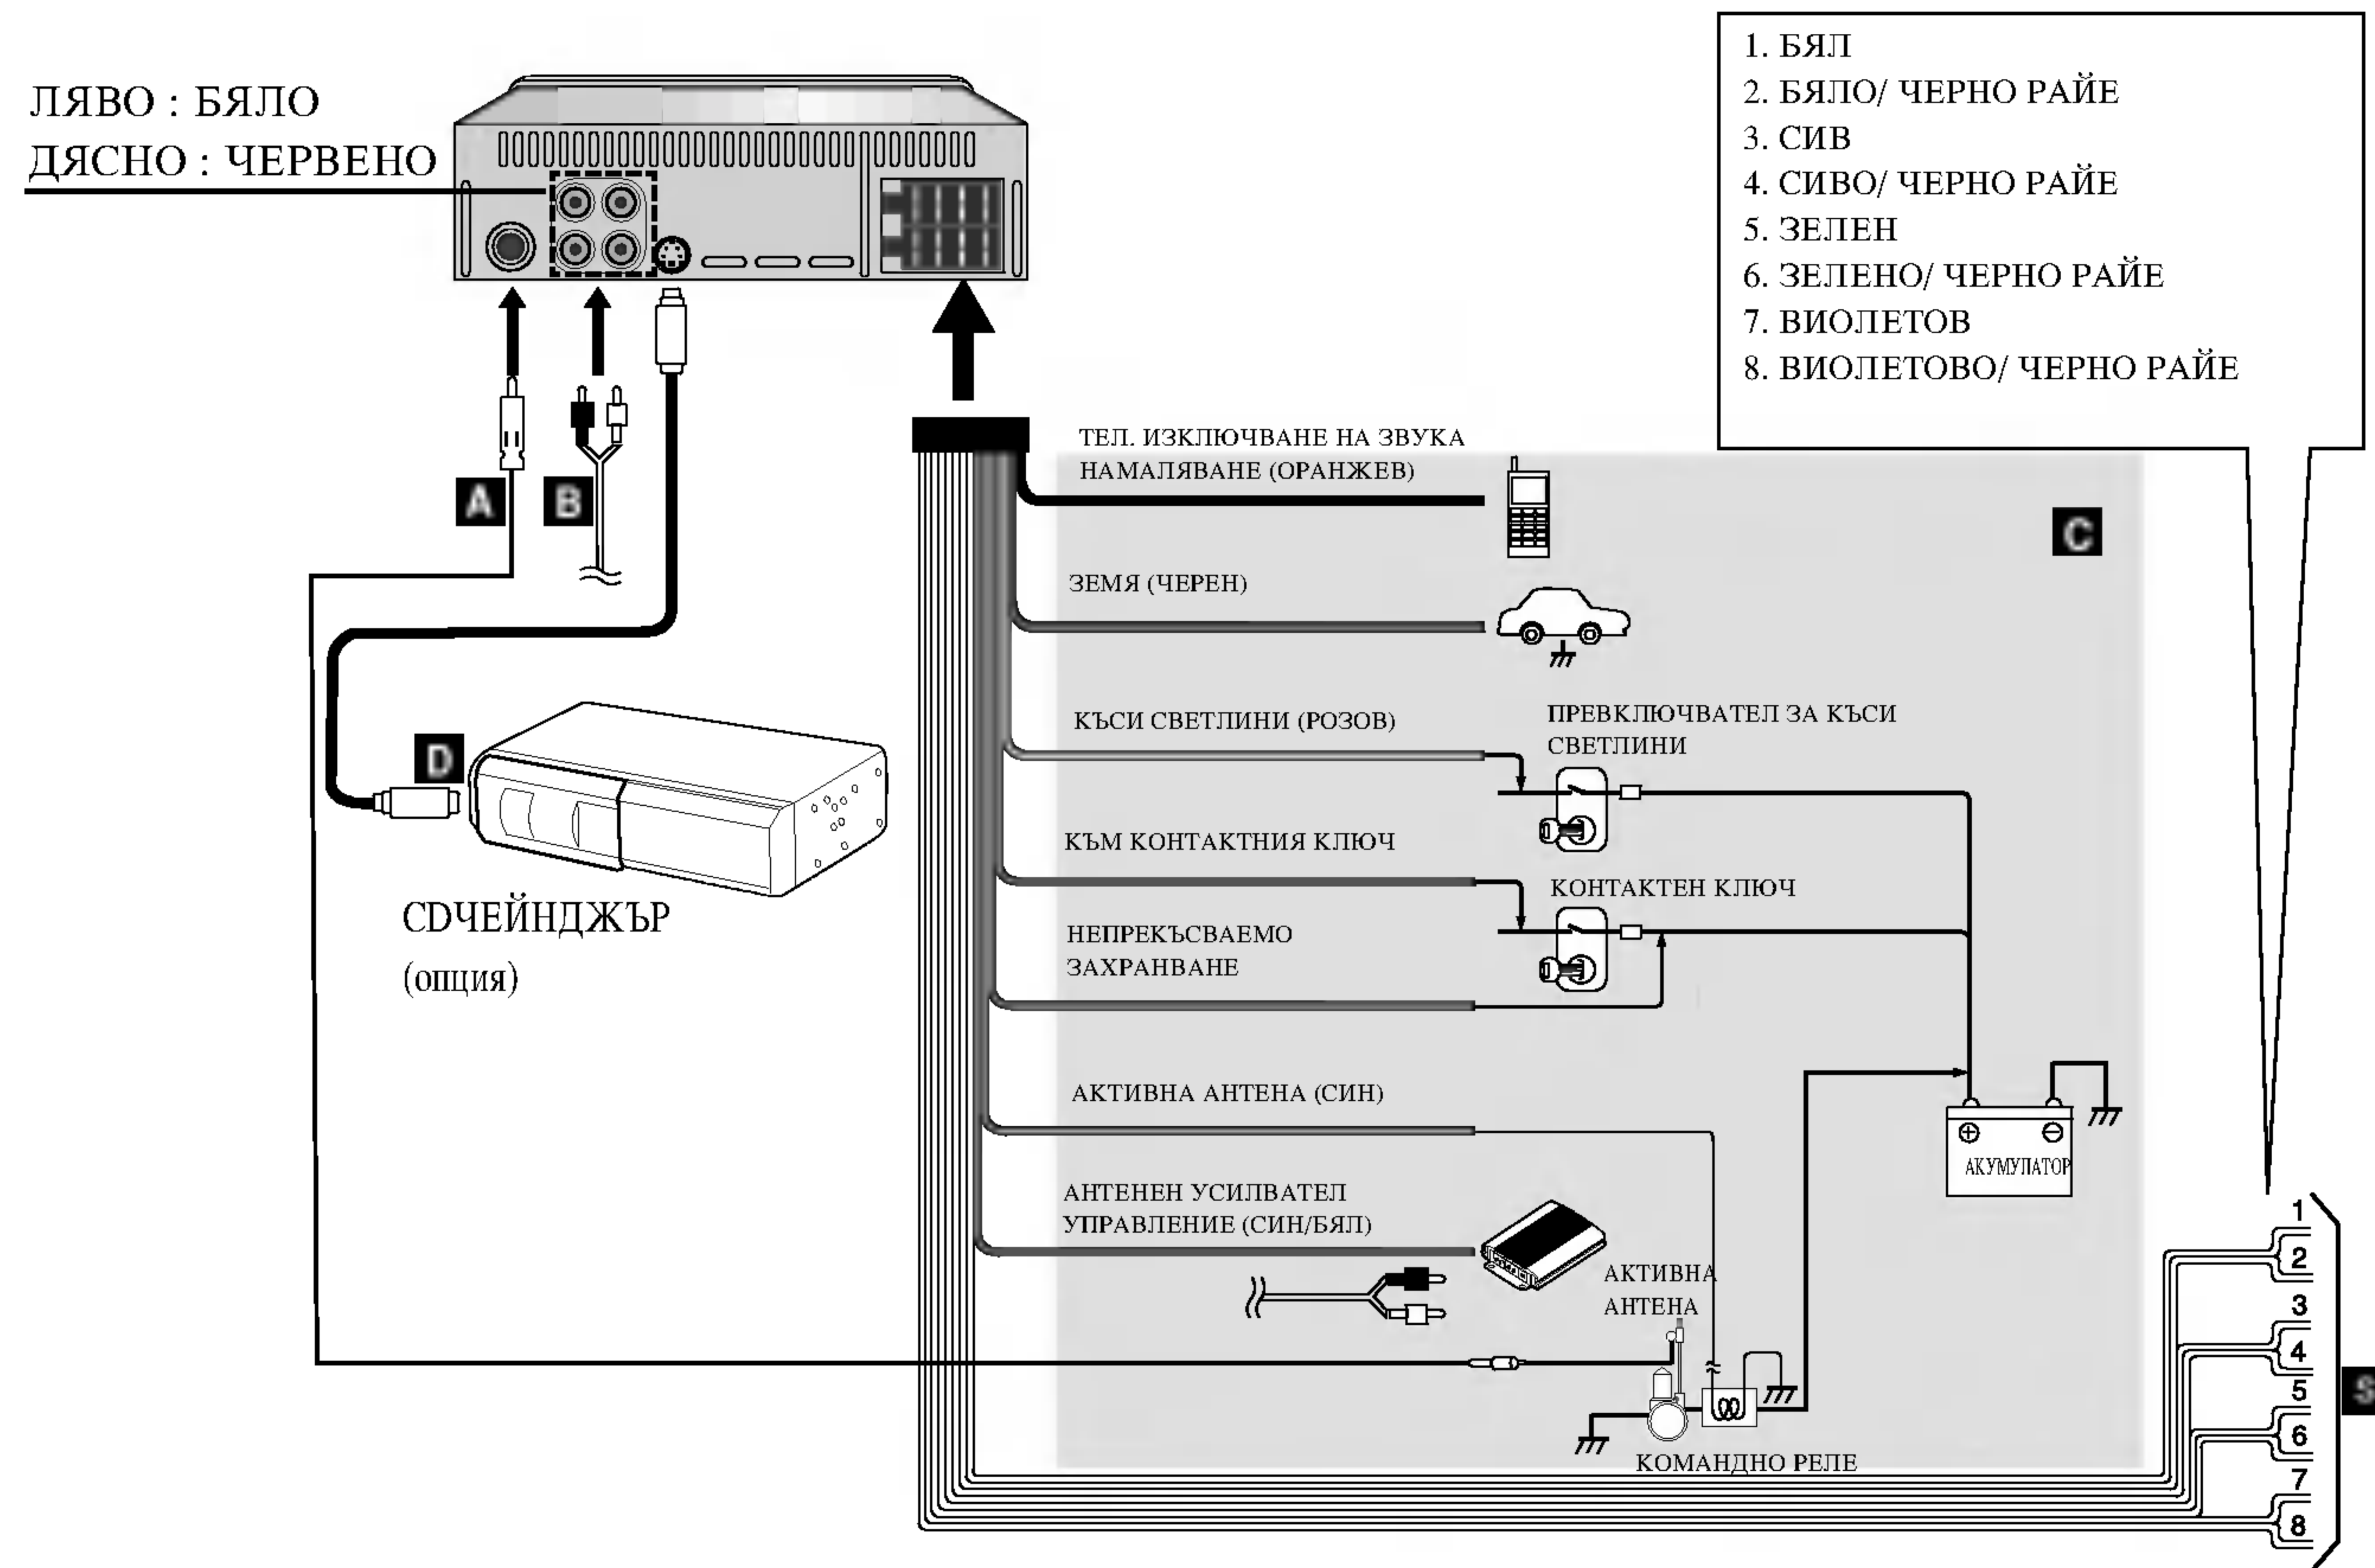 ЛЯВО : БЯЛО
ДЯСНО : ЧЕРВЕНО
1. БЯЛ
2. БЯЛО/ ЧЕРНО РАЙЕ
3. СИВ
4. СИВО/ ЧЕРНО РАЙЕ
5. ЗЕЛЕН
6. ЗЕЛЕНО/ ЧЕРНО РАЙЕ
7. ВИОЛЕТОВ
8. ВИОЛЕТОВО/ ЧЕРНО РАЙЕ
A
B
C
D
ТЕЛ. ИЗКЛЮЧВАНЕ НА ЗВУКА
НАМАЛЯВАНЕ (ОРАНЖЕВ)
ЗЕМЯ (ЧЕРЕН)
КЪСИ СВЕТЛИНИ (РОЗОВ)
ПРЕВКЛЮЧВАТЕЛ ЗА КЪСИ
СВЕТЛИНИ
КЪМ КОНТАКТНИЯ КЛЮЧ
КОНТАКТЕН КЛЮЧ
CDЧЕЙНДЖЪР
(опция)
НЕПРЕКЪСВАЕМО
ЗАХРАНВАНЕ
АКТИВНА АНТЕНА (СИН)
АКУМУЛАТОР
АНТЕНЕН УСИЛВАТЕЛ
УПРАВЛЕНИЕ (СИН/БЯЛ)
АКТИВНА
АНТЕНА
КОМАНДНО РЕЛЕ
1
2
3
4
5
6
7
8
S